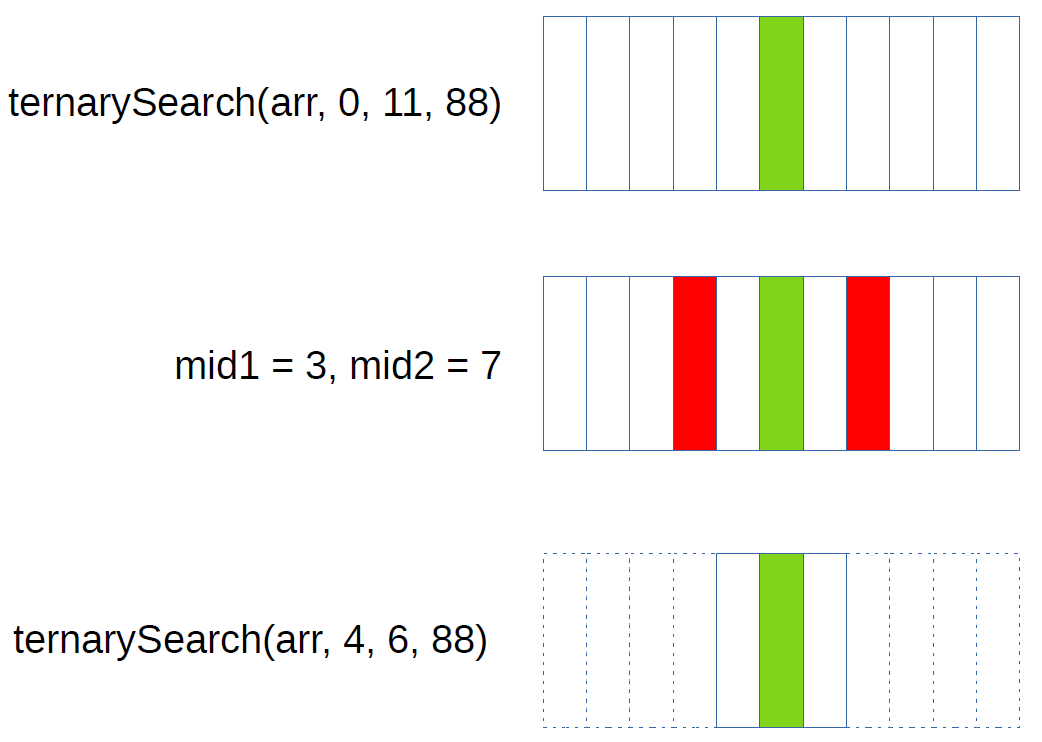 ternarySearch(arr, 0, 11, 88)
mid1 = 3, mid2 = 7
ternarySearch(arr, 4, 6, 88)